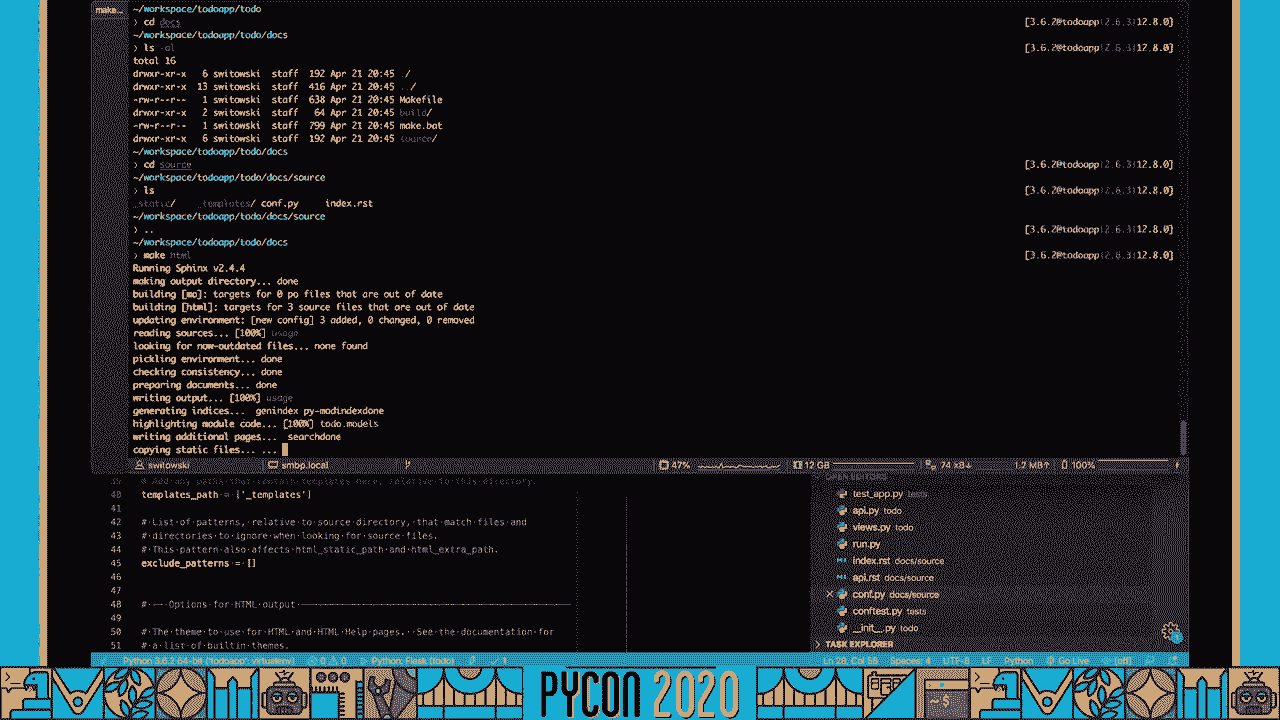 make...
~/workspace/todoapp/todo
› cd docs [3.6.2@todoapp|2.6.3|12.8.0]
~/workspace/todoapp/todo/docs
› ls -al [3.6.2@todoapp|2.6.3|12.8.0]
total 16
drwxr-xr-x 6 switowski staff 192 Apr 21 20:45 ./
drwxr-xr-x 13 switowski staff 416 Apr 21 20:45 ../
-rw-r--r-- 1 switowski staff 638 Apr 21 20:45 Makefile
drwxr-xr-x 2 switowski staff 64 Apr 21 20:45 build/
-rw-r--r-- 1 switowski staff 799 Apr 21 20:45 make.bat
drwxr-xr-x 6 switowski staff 192 Apr 21 20:45 source/
~/workspace/todoapp/todo/docs
› cd source [3.6.2@todoapp|2.6.3|12.8.0]
~/workspace/todoapp/todo/docs/source
› ls [3.6.2@todoapp|2.6.3|12.8.0]
_static/ _templates/ conf.py index.rst
~/workspace/todoapp/todo/docs/source
› .. [3.6.2@todoapp|2.6.3|12.8.0]
~/workspace/todoapp/todo/docs
› make html [3.6.2@todoapp|2.6.3|12.8.0]
Running Sphinx v2.4.4
making output directory... done
building [mo]: targets for 0 po files that are out of date
building [html]: targets for 3 source files that are out of date
updating environment: [new config] 3 added, 0 changed, 0 removed
reading sources... [100%] usage
looking for now-outdated files... none found
pickling environment... done
checking consistency... done
preparing documents... done
writing output... [100%] usage
generating indices... genindex py-modindexdone
highlighting module code... [100%] todo.models
writing additional pages... searchdone
copying static files... ...
switowski smbp.local 47% 12 GB 74 kB↓ 1.2 MB↑ 100%
39 # Add any paths that contain templates here, relative to this directory.
40 templates_path = ['_templates']
41
42 # List of patterns, relative to source directory, that match files and
43 # directories to ignore when looking for source files.
44 # This pattern also affects html_static_path and html_extra_path.
45 exclude_patterns = []
46
47
48 # -- Options for HTML output
49
50 # The theme to use for HTML and HTML Help pages. See the documentation for
51 # a list of builtin themes.
OPEN EDITORS
test_app.py tests
api.py todo
views.py todo
run.py
index.rst docs/source
api.rst docs/source
conf.py docs/source
conftest.py tests
__init__.py todo
TASK EXPLORER
1
Python 3.6.2 64-bit ('todoapp': virtualenv) 0 0 Python: Flask (todo) 1 Ln 28, Col 59 Spaces: 4 UTF-8 LF Python Go Live [off]
PYCON 2020
~ $